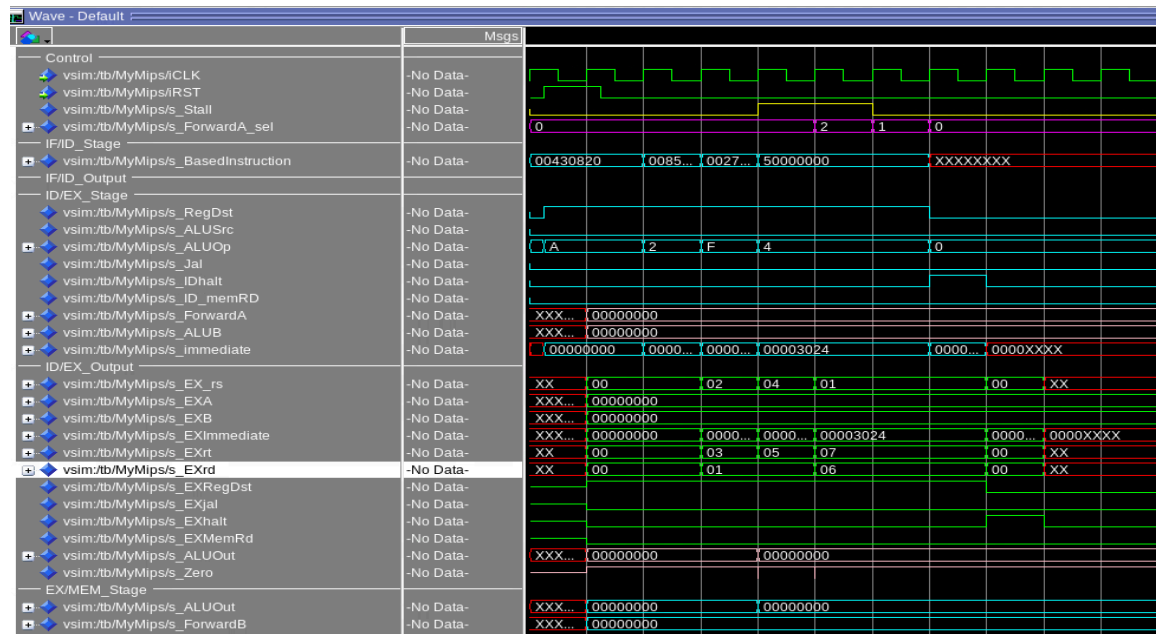 Wave - Default
Msgs
Control
vsim:/tb/MyMips/iCLK -No Data-
vsim:/tb/MyMips/iRST -No Data-
vsim:/tb/MyMips/s_Stall -No Data-
vsim:/tb/MyMips/s_ForwardA_sel -No Data- 0 2 1 0
IF/ID_Stage
vsim:/tb/MyMips/s_BasedInstruction -No Data- 00430820 0085... 0027... 50000000 XXXXXXXX
IF/ID_Output
ID/EX_Stage
vsim:/tb/MyMips/s_RegDst -No Data-
vsim:/tb/MyMips/s_ALUSrc -No Data-
vsim:/tb/MyMips/s_ALUOp -No Data- A 2 F 4 0
vsim:/tb/MyMips/s_Jal -No Data-
vsim:/tb/MyMips/s_IDhalt -No Data-
vsim:/tb/MyMips/s_ID_memRD -No Data-
vsim:/tb/MyMips/s_ForwardA -No Data- XXX... 00000000
vsim:/tb/MyMips/s_ALUB -No Data- XXX... 00000000
vsim:/tb/MyMips/s_immediate -No Data- 00000000 0000... 0000... 00003024 0000... 0000XXXX
ID/EX_Output
vsim:/tb/MyMips/s_EX_rs -No Data- XX 00 02 04 01 00 XX
vsim:/tb/MyMips/s_EXA -No Data- XXX... 00000000
vsim:/tb/MyMips/s_EXB -No Data- XXX... 00000000
vsim:/tb/MyMips/s_EXImmediate -No Data- XXX... 00000000 0000... 0000... 00003024 0000... 0000XXXX
vsim:/tb/MyMips/s_EXrt -No Data- XX 00 03 05 07 00 XX
vsim:/tb/MyMips/s_EXrd -No Data- XX 00 01 06 00 XX
vsim:/tb/MyMips/s_EXRegDst -No Data-
vsim:/tb/MyMips/s_EXjal -No Data-
vsim:/tb/MyMips/s_EXhalt -No Data-
vsim:/tb/MyMips/s_EXMemRd -No Data-
vsim:/tb/MyMips/s_ALUOut -No Data- XXX... 00000000 00000000
vsim:/tb/MyMips/s_Zero -No Data-
EX/MEM_Stage
vsim:/tb/MyMips/s_ALUOut -No Data- XXX... 00000000 00000000
vsim:/tb/MyMips/s_ForwardB -No Data- XXX... 00000000